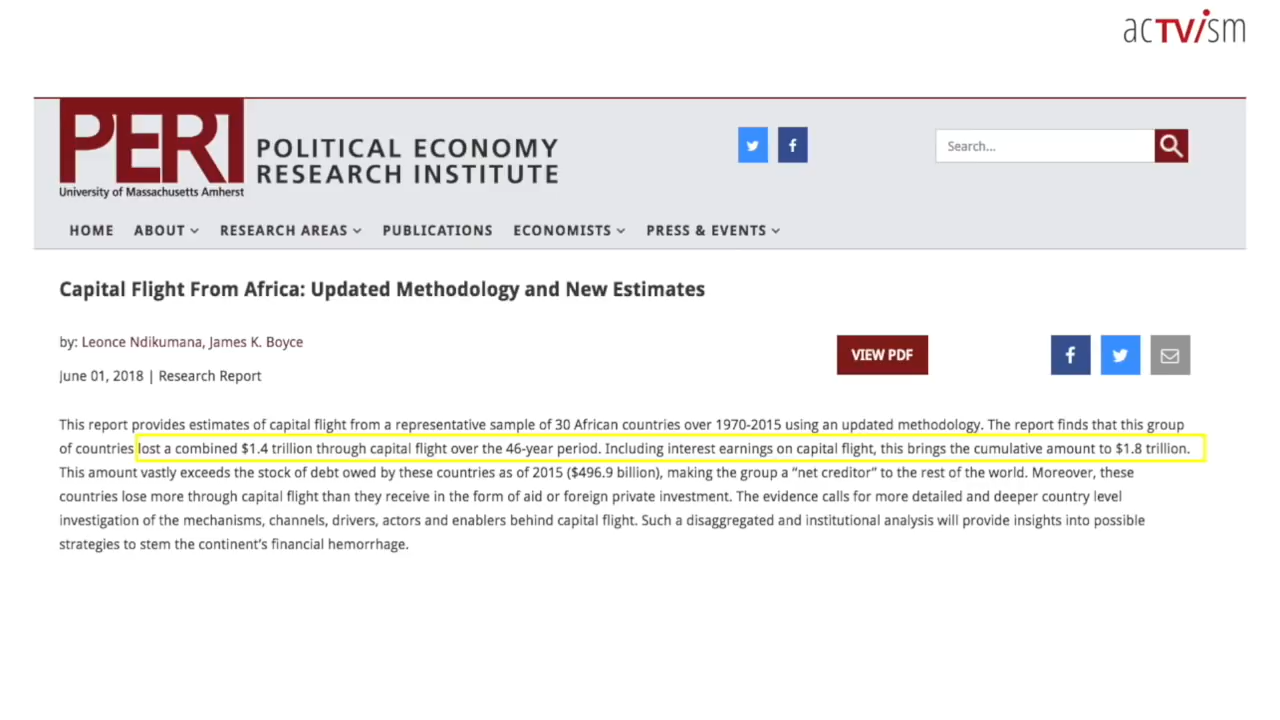 acTVism
PERI
University of Massachusetts Amherst
POLITICAL ECONOMY
RESEARCH INSTITUTE
Search...
HOME ABOUT RESEARCH AREAS PUBLICATIONS ECONOMISTS PRESS & EVENTS
Capital Flight From Africa: Updated Methodology and New Estimates
by: Leonce Ndikumana, James K. Boyce
VIEW PDF
June 01, 2018 | Research Report
This report provides estimates of capital flight from a representative sample of 30 African countries over 1970-2015 using an updated methodology. The report finds that this group
of countries lost a combined $1.4 trillion through capital flight over the 46-year period. Including interest earnings on capital flight, this brings the cumulative amount to $1.8 trillion.
This amount vastly exceeds the stock of debt owed by these countries as of 2015 ($496.9 billion), making the group a “net creditor” to the rest of the world. Moreover, these
countries lose more through capital flight than they receive in the form of aid or foreign private investment. The evidence calls for more detailed and deeper country level
investigation of the mechanisms, channels, drivers, actors and enablers behind capital flight. Such a disaggregated and institutional analysis will provide insights into possible
strategies to stem the continent’s financial hemorrhage.